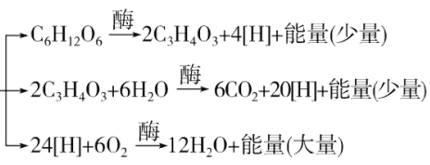 C₆H₁₂O₆ 酶→ 2C₃H₄O₃+4[H]+能量(少量)
2C₃H₄O₃+6H₂O 酶→ 6CO₂+20[H]+能量(少量)
24[H]+6O₂ 酶→ 12H₂O+能量(大量)